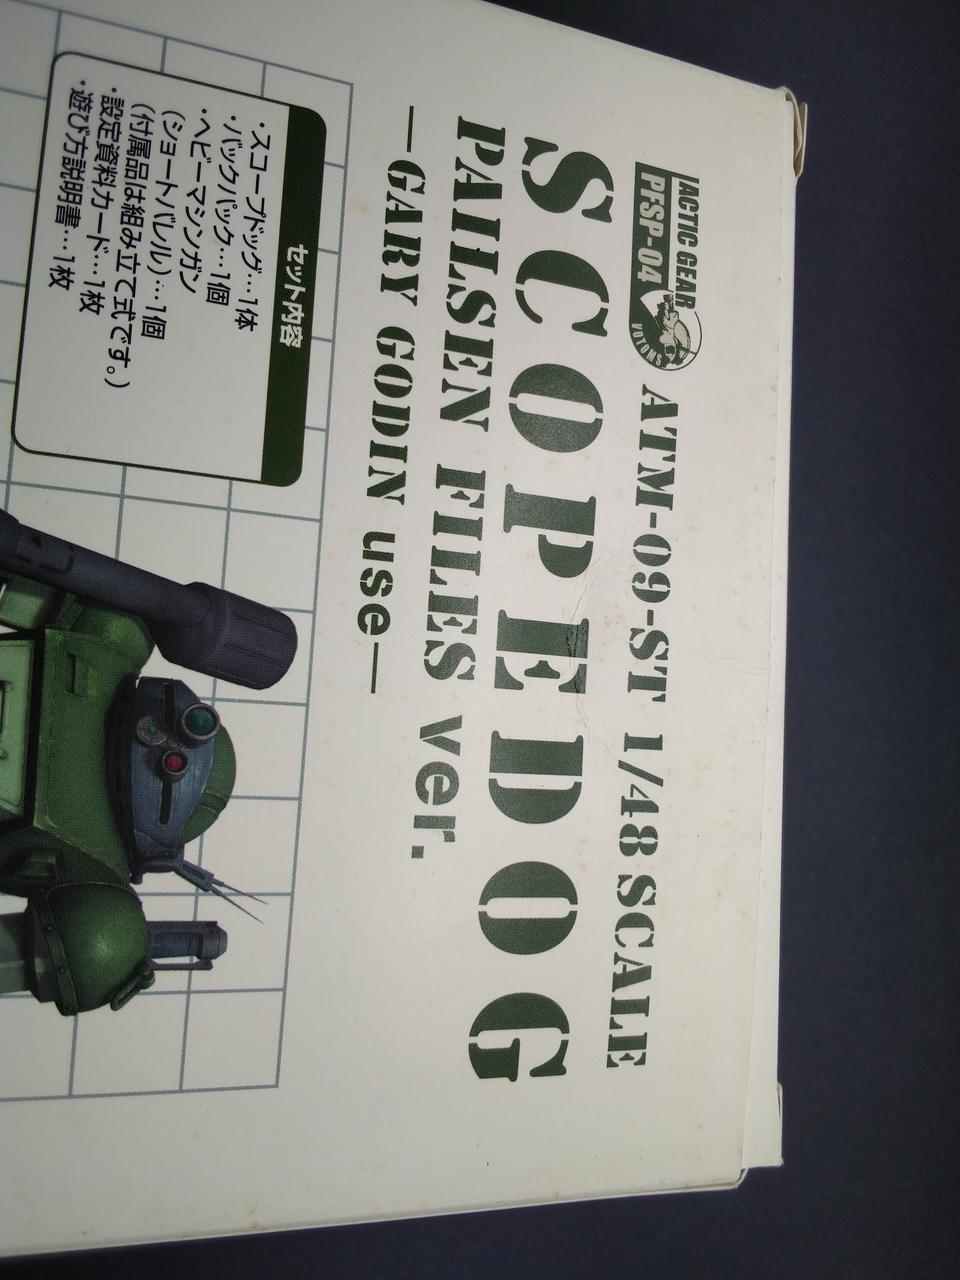 TACTIC GEAR
PFSP-04
VOTOMS
ATM-09-ST 1/48 SCALE
SCOPEDOG
PAILSEN FILES ver.
—GARY GODIN use—
セット内容
・スコープドッグ…1体
・バックパック…1個
・ヘビーマシンガン
(ショートバレル)…1個
(付属品は組み立て式です。)
・設定資料カード…1枚
・遊び方説明書…1枚